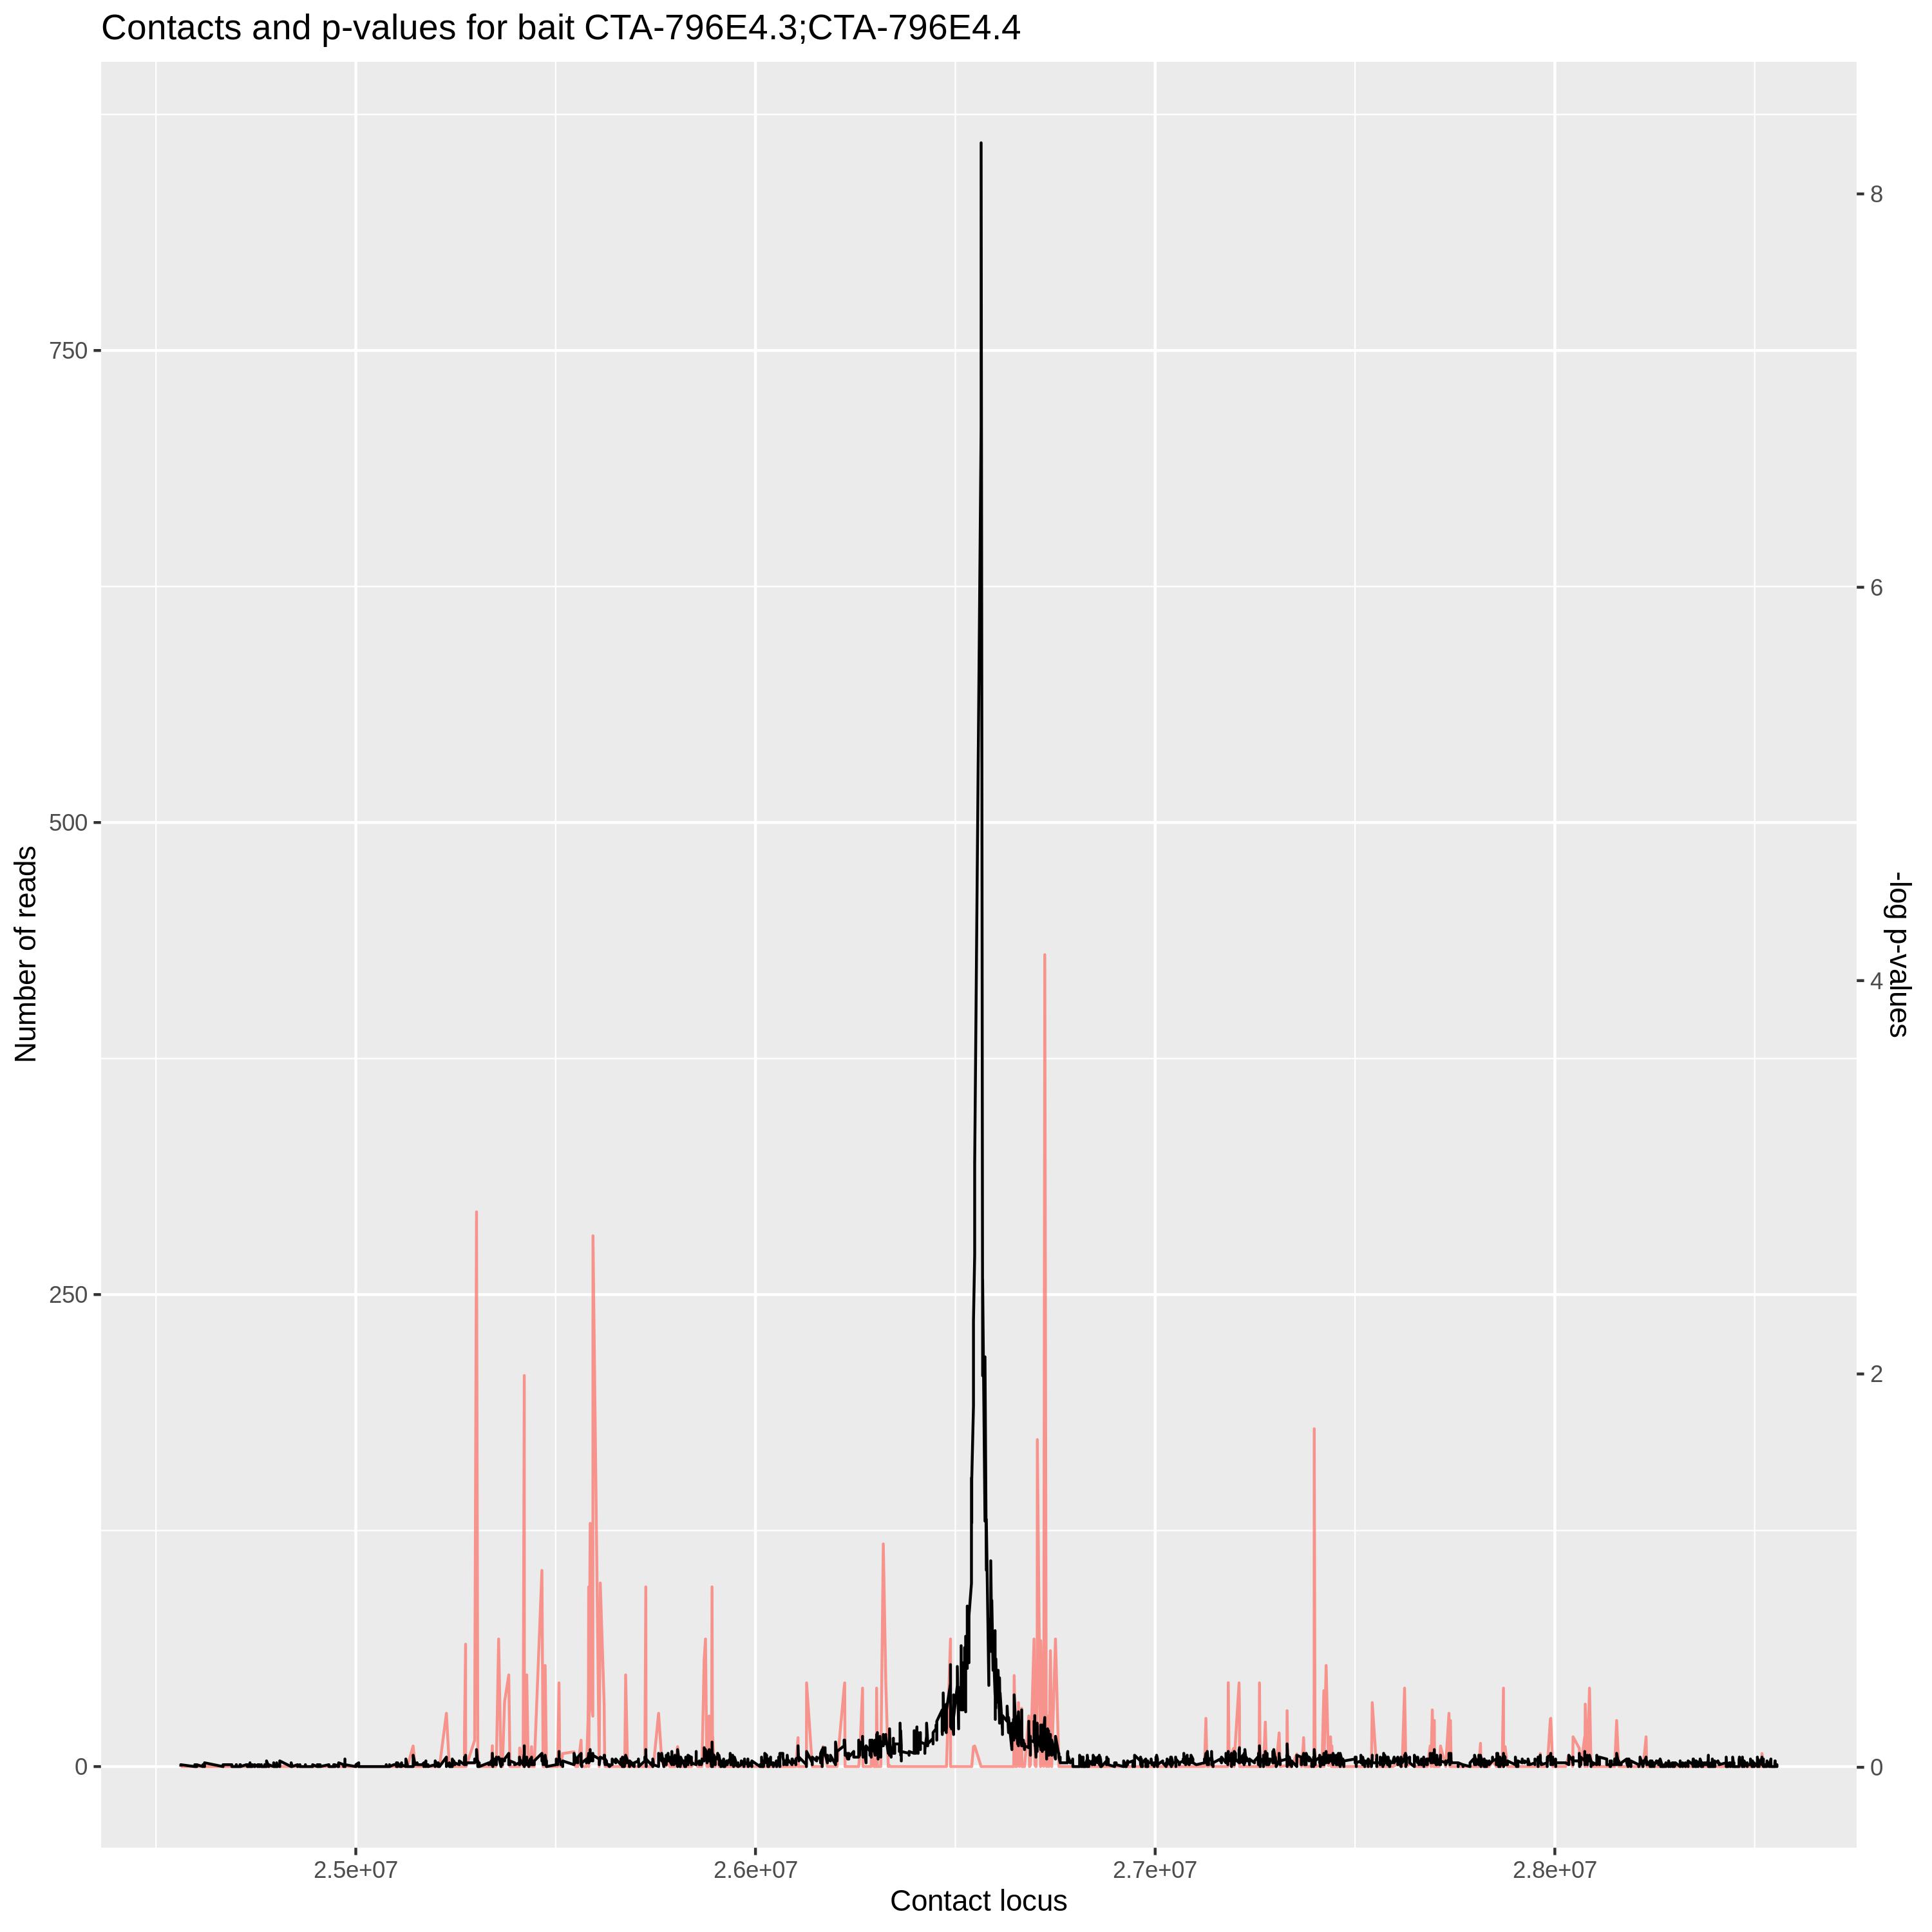 Contacts and p-values for bait CTA-796E4.3;CTA-796E4.4
8
750
6
500
Number of reads
-log p-values
4
250
2
0
0
2.5e+07
2.6e+07
2.7e+07
2.8e+07
Contact locus